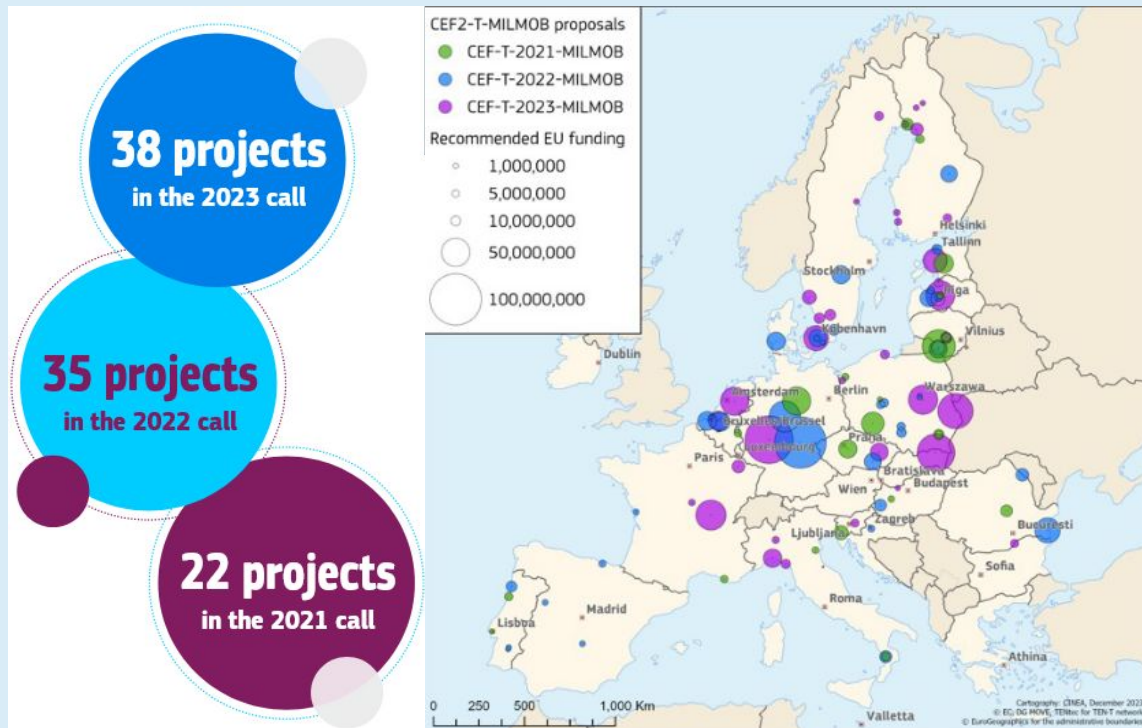 38 projects
in the 2023 call
35 projects
in the 2022 call
22 projects
in the 2021 call
CEF2-T-MILMOB proposals
CEF-T-2021-MILMOB
CEF-T-2022-MILMOB
CEF-T-2023-MILMOB
Recommended EU funding
1,000,000
5,000,000
10,000,000
50,000,000
100,000,000
Helsinki
Tallinn
Stockholm
Riga
København
Vilnius
Dublin
Amsterdam
Berlin
Warszawa
Bruxelles/Brussel
Luxembourg
Praha
Paris
Bratislava
Wien
Budapest
Ljubljana
Zagreb
Bucuresti
Sofia
Roma
Madrid
Lisboa
Athina
Valletta
0 250 500 1,000 Km
Cartography: CINEA, December
© EC, DG MOVE, TENtec for TEN-T network
© EuroGeographics for the administrative